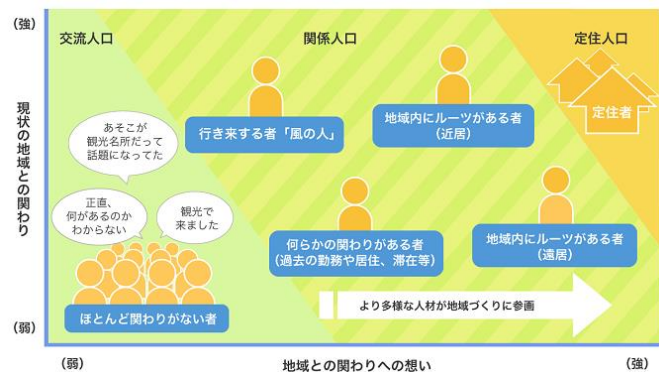 (強)
交流人口
関係人口
定住人口
現状の地域との関わり
あそこが
観光名所だって
話題になってた
正直、
何があるのか
わからない
観光で
来ました
ほとんど関わりがない者
行き来する者「風の人」
地域内にルーツがある者
(近居)
何らかの関わりがある者
(過去の勤務や居住、滞在等)
地域内にルーツがある者
(遠居)
定住者
より多様な人材が地域づくりに参画
(弱)
(弱)
地域との関わりへの想い
(強)